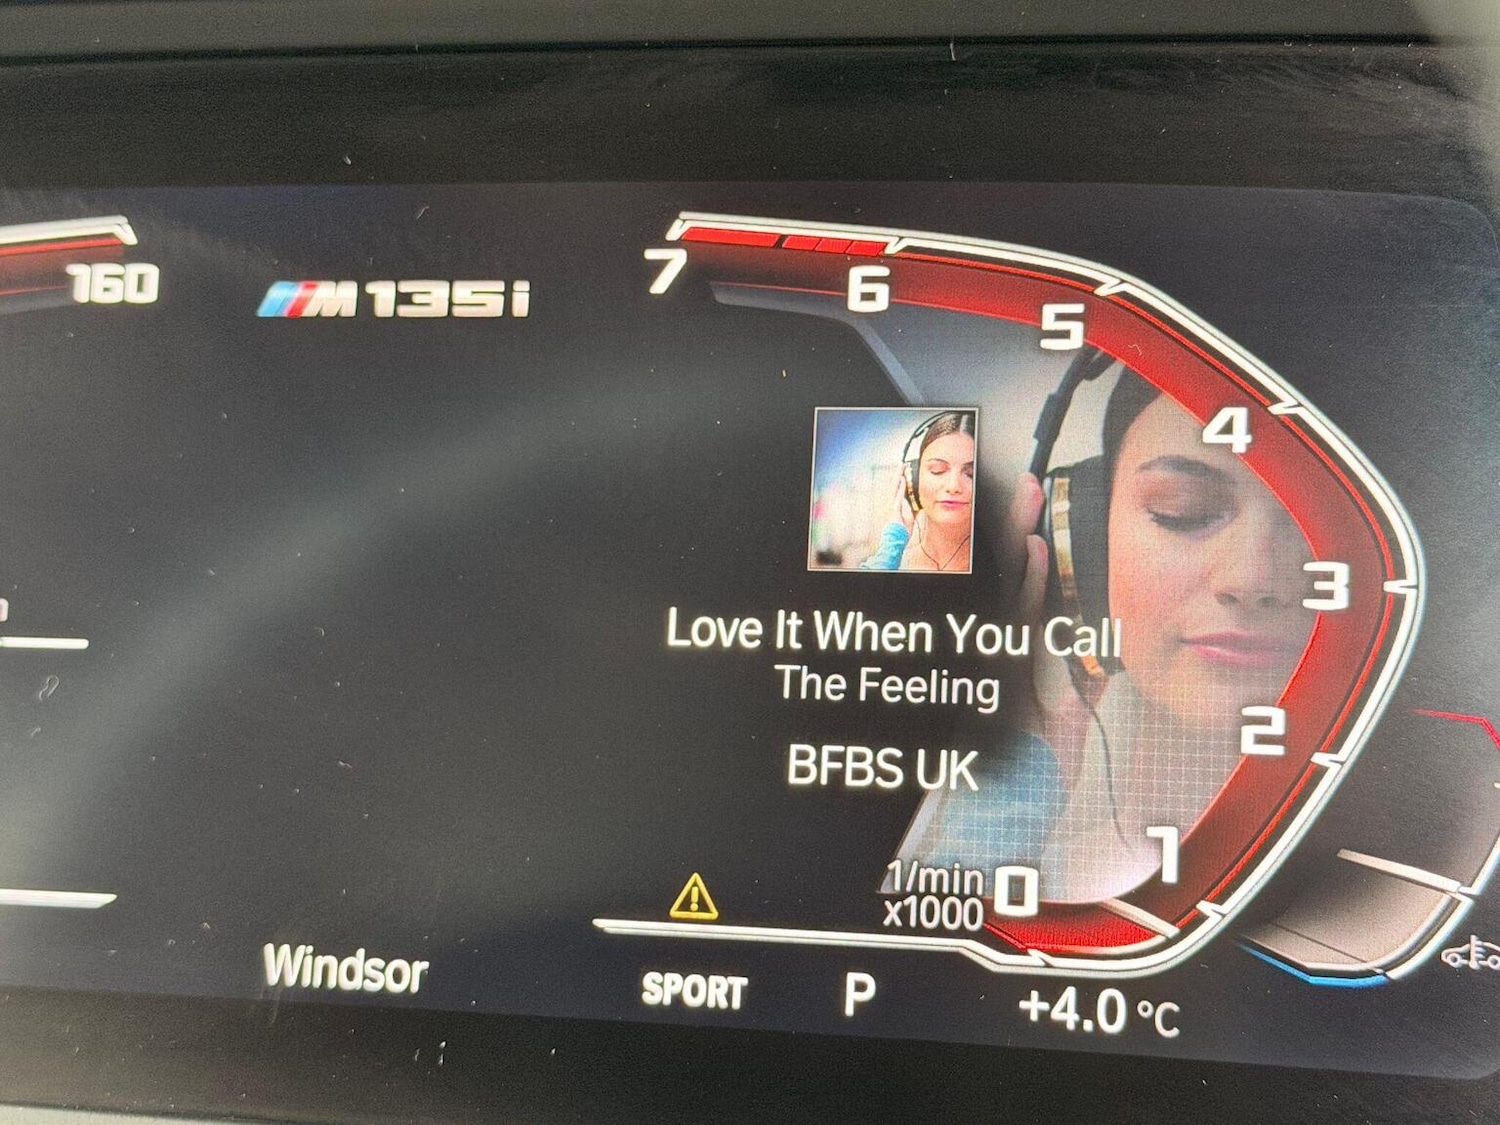 160
M135i
7
6
5
4
3
2
1
0
Love It When You Call
The Feeling
BFBS UK
1/min
x1000
Windsor
SPORT
P
+4.0 °C